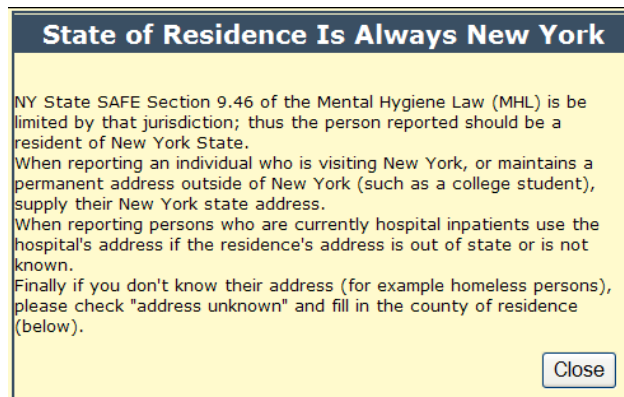 State of Residence Is Always New York
NY State SAFE Section 9.46 of the Mental Hygiene Law (MHL) is be
limited by that jurisdiction; thus the person reported should be a
resident of New York State.
When reporting an individual who is visiting New York, or maintains a
permanent address outside of New York (such as a college student),
supply their New York state address.
When reporting persons who are currently hospital inpatients use the
hospital's address if the residence's address is out of state or is not
known.
Finally if you don't know their address (for example homeless persons),
please check "address unknown" and fill in the county of residence
(below).
Close